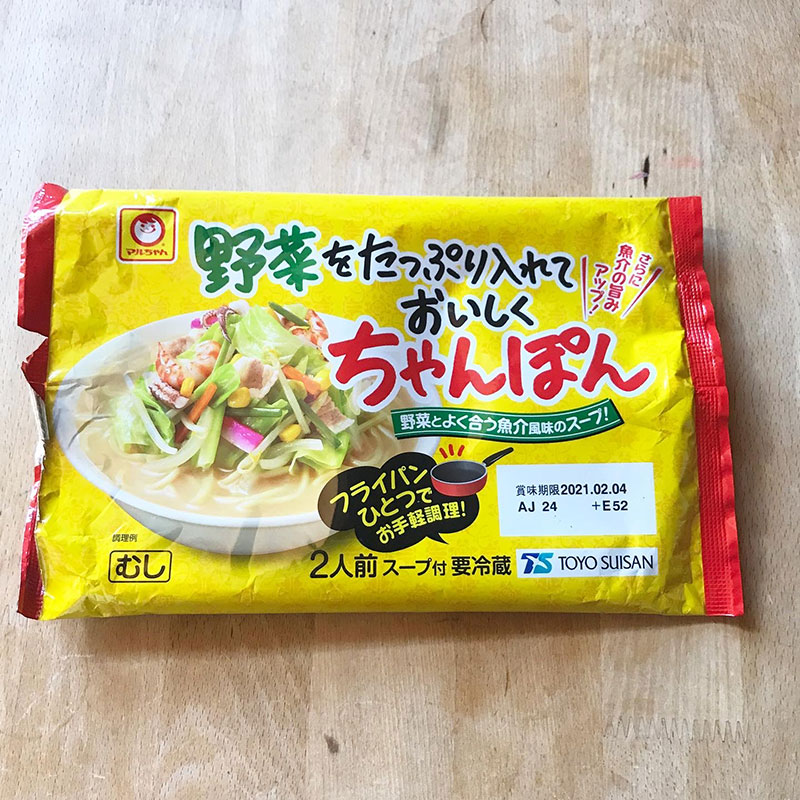 マルちゃん
野菜をたっぷり入れて
おいしく
ちゃんぽん
さらに
魚介の旨み
アップ!
野菜とよく合う魚介風味のスープ!
フライパン
ひとつで
お手軽調理!
賞味期限2021.02.04
AJ 24 +E52
調理例
むし
2人前 スープ付 要冷蔵
TS TOYO SUISAN